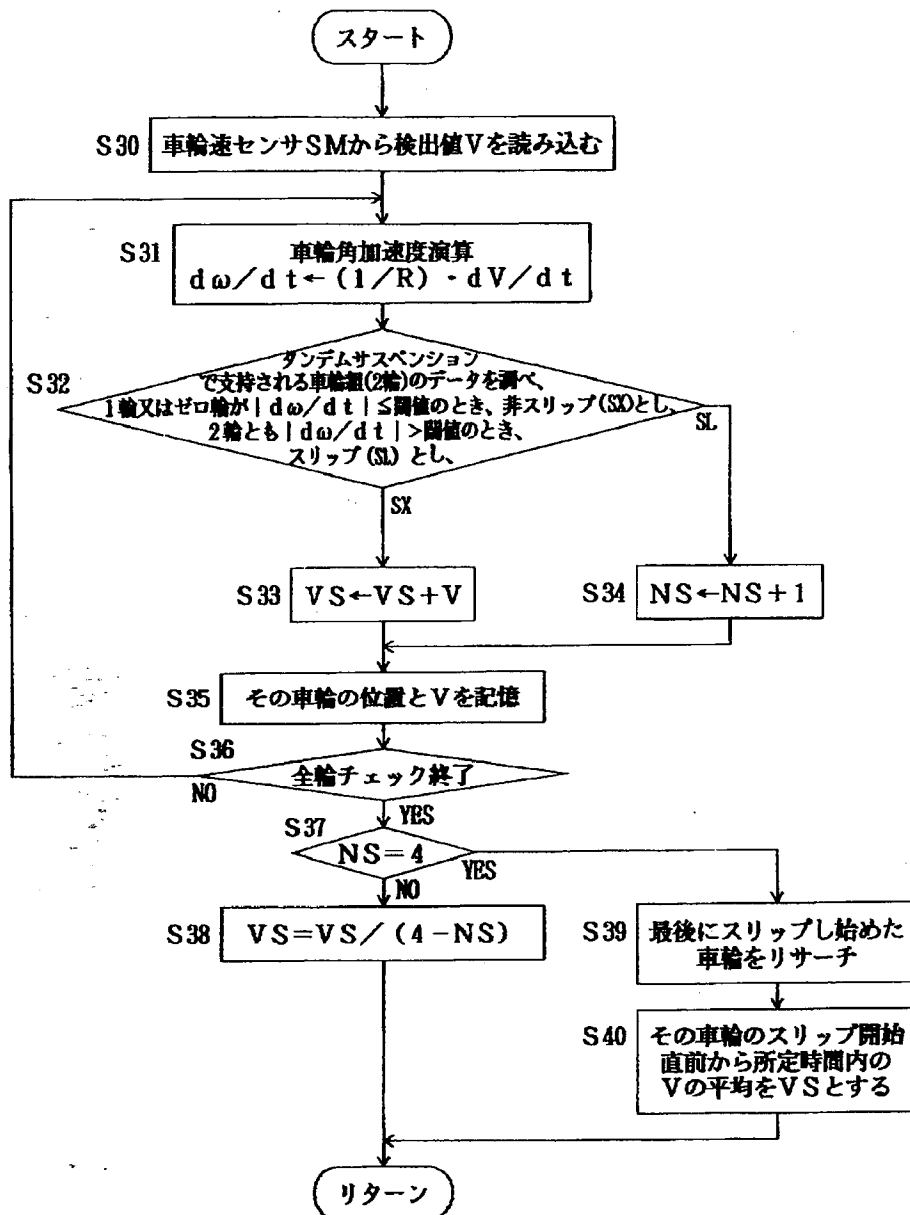 スタート
S30
車輪速センサSMから検出値Vを読み込む
S31
車輪角加速度演算
dω/dt←(1/R)・dV/dt
S32
タンデムサスペンション
で支持される車輪組(2輪)のデータを調べ、
1輪又はゼロ輪が|dω/dt|≦閾値のとき、非スリップ(SX)とし、
2輪とも|dω/dt|>閾値のとき、
スリップ(SL)とし、
SL
SX
S33
VS←VS+V
S34
NS←NS+1
S35
その車輪の位置とVを記憶
S36
全輪チェック終了
NO
YES
S37
NS=4
YES
NO
S38
VS=VS/(4-NS)
S39
最後にスリップし始めた
車輪をリサーチ
S40
その車輪のスリップ開始
直前から所定時間内の
Vの平均をVSとする
リターン